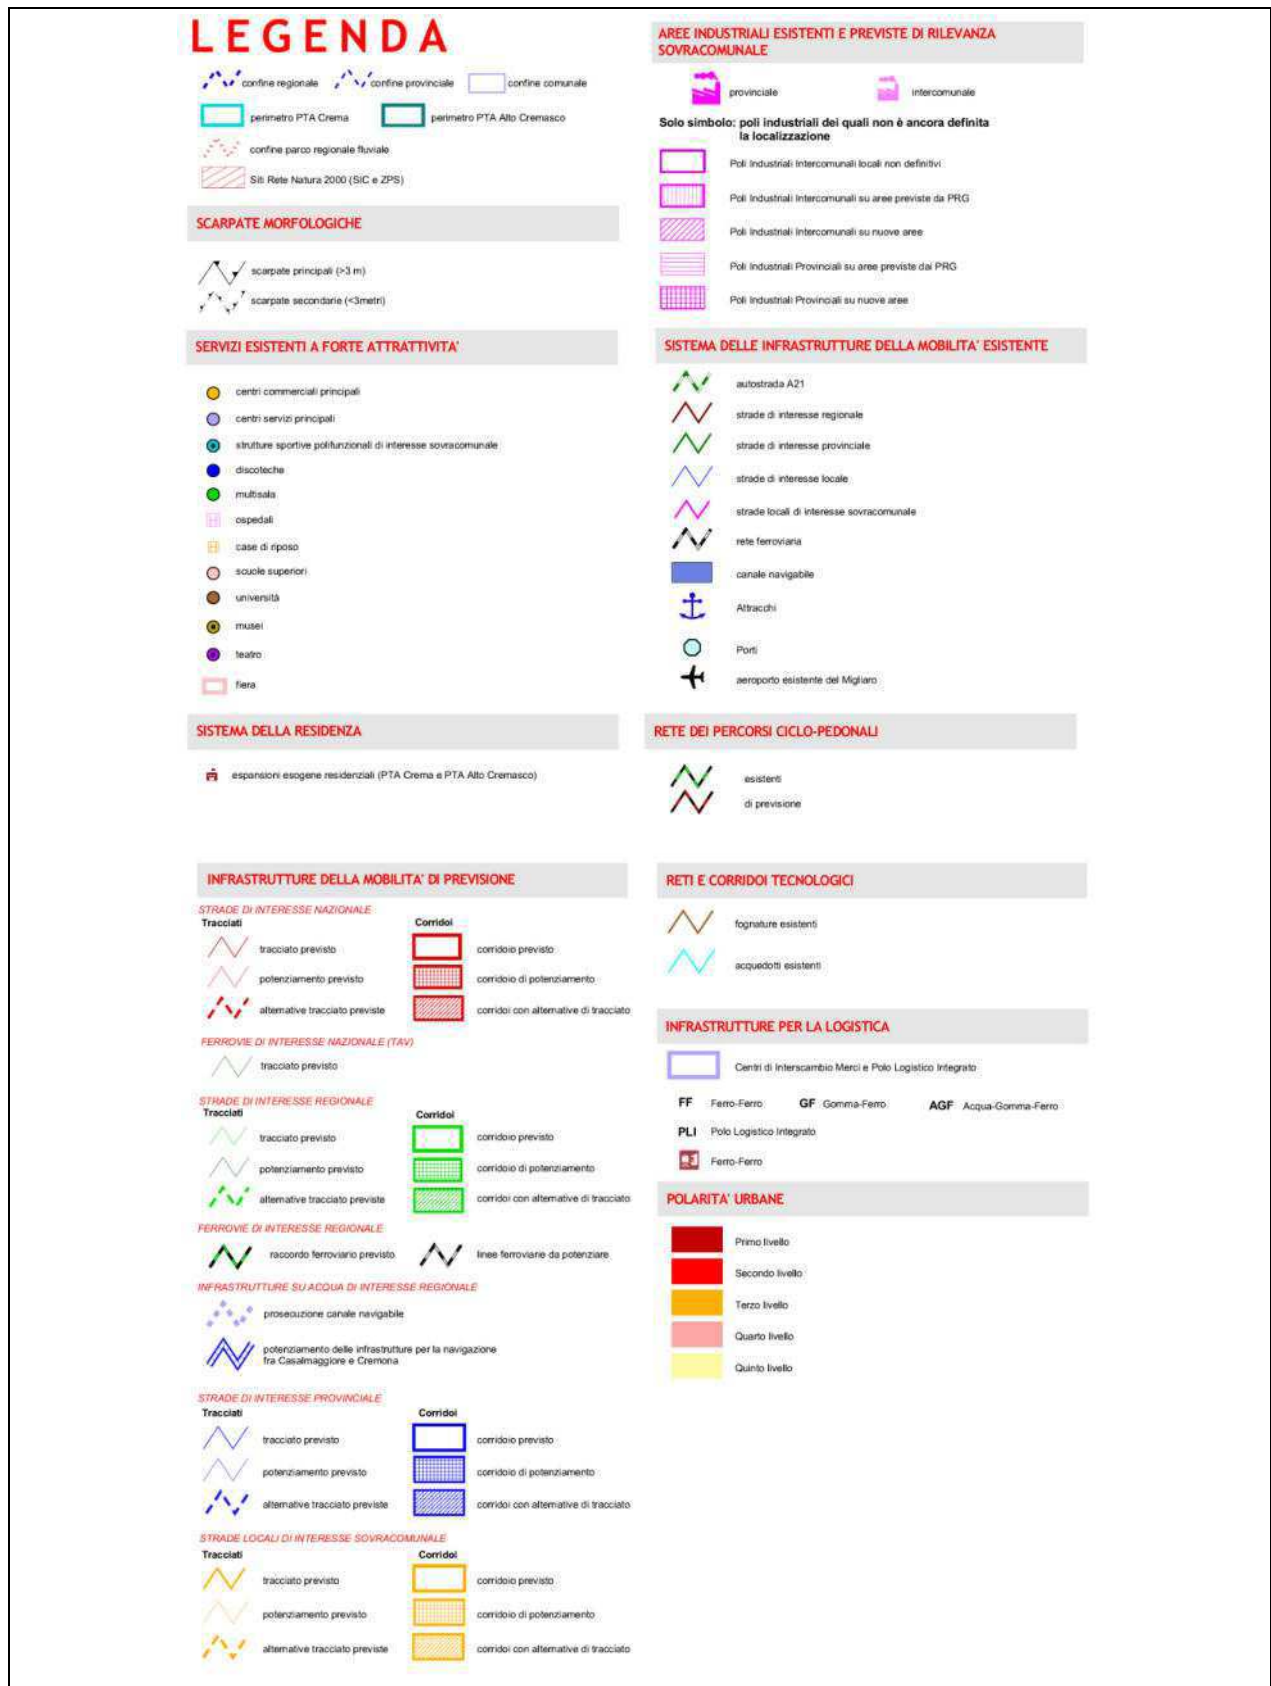 LEGENDA
confine regionale confine provinciale confine comunale
perimetro PTA Crema perimetro PTA Alto Cremasco
confine parco regionale fluviale
Siti Rete Natura 2000 (SIC e ZPS)
SCARPATE MORFOLOGICHE
scarpate principali (>3 m)
scarpate secondarie (<3metri)
SERVIZI ESISTENTI A FORTE ATTRATTIVITA'
centri commerciali principali
centri servizi principali
strutture sportive polifunzionali di interesse sovracomunale
discoteche
multisala
ospedali
case di riposo
scuole superiori
università
musei
teatro
fiera
SISTEMA DELLA RESIDENZA
espansioni esogene residenziali (PTA Crema e PTA Alto Cremasco)
INFRASTRUTTURE DELLA MOBILITA' DI PREVISIONE
STRADE DI INTERESSE NAZIONALE
Tracciati Corridoi
tracciato previsto corridoio previsto
potenziamento previsto corridoio di potenziamento
alternative tracciato previste corridoi con alternative di tracciato
FERROVIE DI INTERESSE NAZIONALE (TAV)
tracciato previsto
STRADE DI INTERESSE REGIONALE
Tracciati Corridoi
tracciato previsto corridoio previsto
potenziamento previsto corridoio di potenziamento
alternative tracciato previste corridoi con alternative di tracciato
FERROVIE DI INTERESSE REGIONALE
raccordo ferroviario previsto linee ferroviarie da potenziare
INFRASTRUTTURE SU ACQUA DI INTERESSE REGIONALE
prosecuzione canale navigabile
potenziamento delle infrastrutture per la navigazione
fra Casalmaggiore e Cremona
STRADE DI INTERESSE PROVINCIALE
Tracciati Corridoi
tracciato previsto corridoio previsto
potenziamento previsto corridoio di potenziamento
alternative tracciato previste corridoi con alternative di tracciato
STRADE LOCALI DI INTERESSE SOVRACOMUNALE
Tracciati Corridoi
tracciato previsto corridoio previsto
potenziamento previsto corridoio di potenziamento
alternative tracciato previste corridoi con alternative di tracciato
AREE INDUSTRIALI ESISTENTI E PREVISTE DI RILEVANZA
SOVRACOMUNALE
provinciale intercomunale
Solo simbolo: poli industriali dei quali non è ancora definita
la localizzazione
Poli Industriali Intercomunali locali non definitivi
Poli Industriali Intercomunali su aree previste da PRG
Poli Industriali Intercomunali su nuove aree
Poli Industriali Provinciali su aree previste dai PRG
Poli Industriali Provinciali su nuove aree
SISTEMA DELLE INFRASTRUTTURE DELLA MOBILITA' ESISTENTE
autostrada A21
strade di interesse regionale
strade di interesse provinciale
strade di interesse locale
strade locali di interesse sovracomunale
rete ferroviaria
canale navigabile
Attracchi
Porti
aeroporto esistente del Migliaro
RETE DEI PERCORSI CICLO-PEDONALI
esistenti
di previsione
RETI E CORRIDOI TECNOLOGICI
fognature esistenti
acquedotti esistenti
INFRASTRUTTURE PER LA LOGISTICA
Centri di Interscambio Merci e Polo Logistico Integrato
FF Ferro-Ferro GF Gomma-Ferro AGF Acqua-Gomma-Ferro
PLI Polo Logistico Integrato
Ferro-Ferro
POLARITA' URBANE
Primo livello
Secondo livello
Terzo livello
Quarto livello
Quinto livello